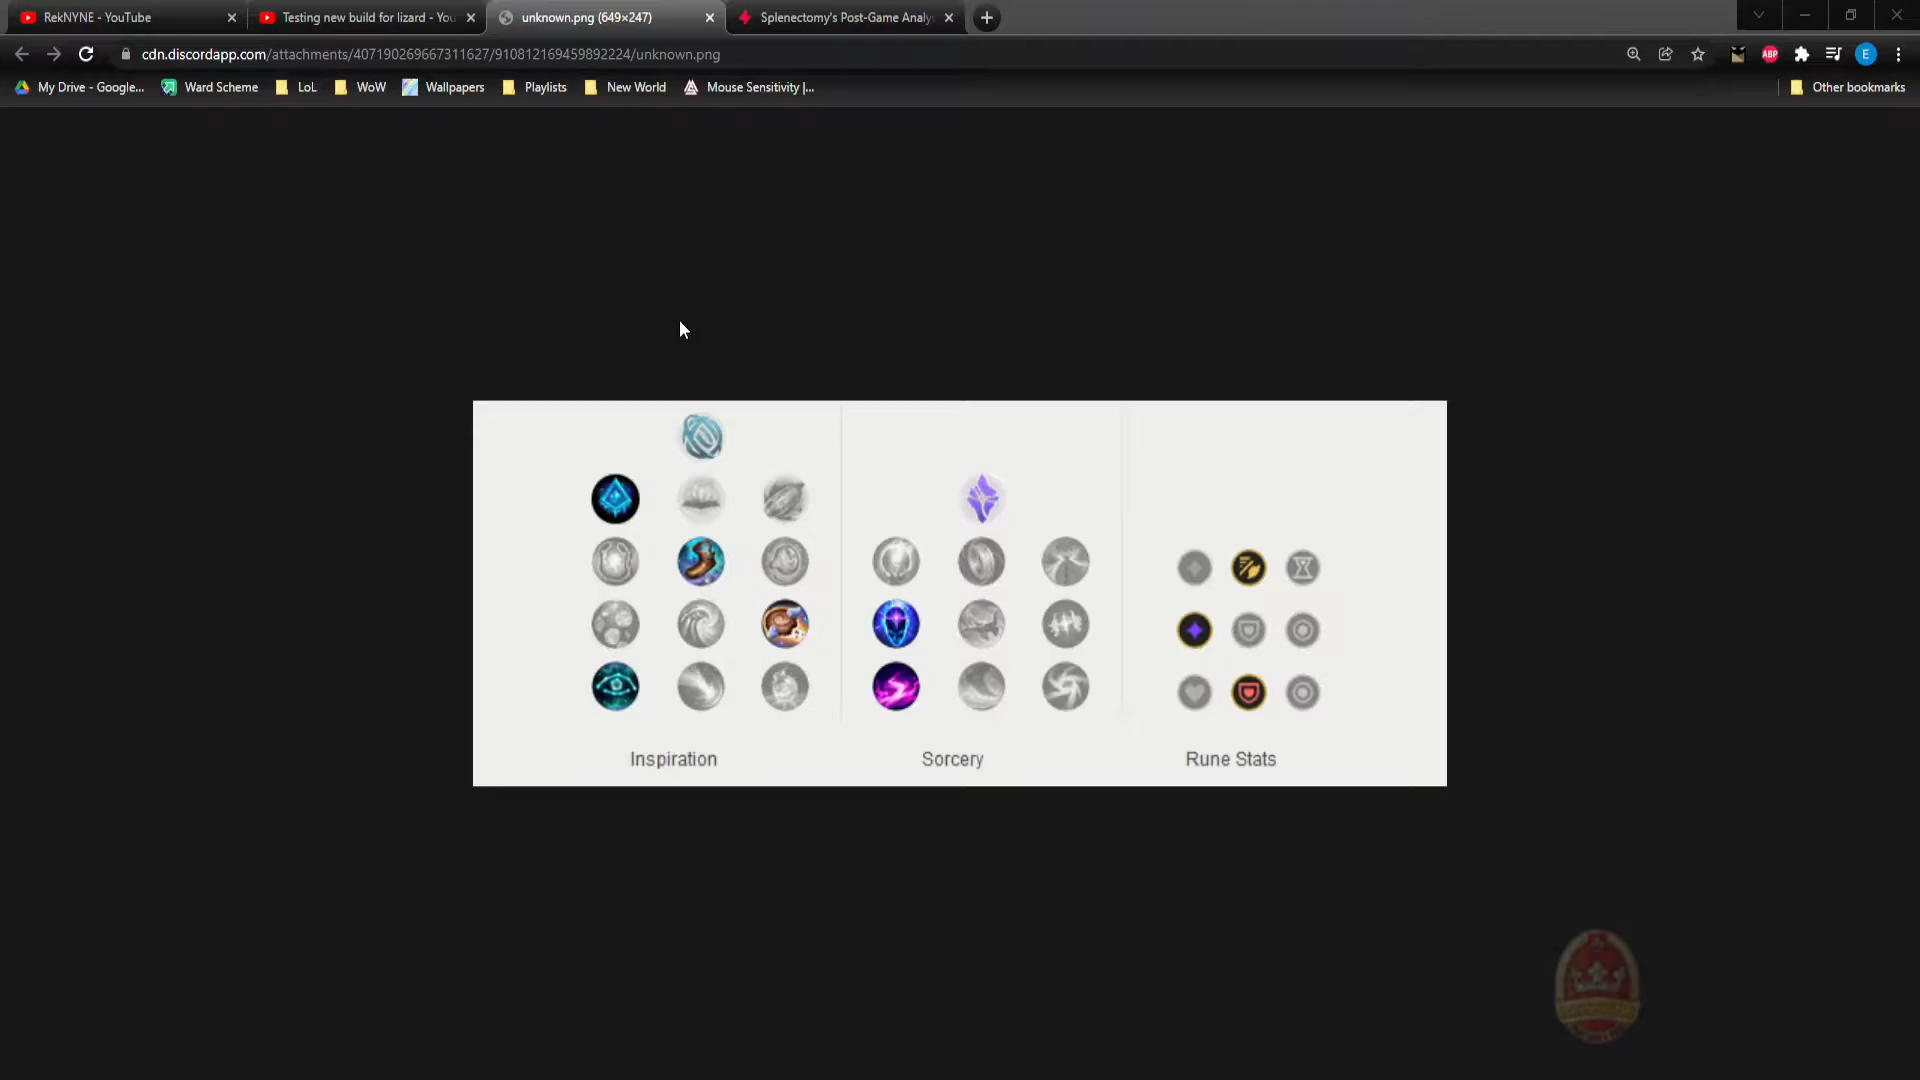 RekNYNE - YouTube
Testing new build for lizard - You
unknown.png (649×247)
Splenectomy's Post-Game Analy
cdn.discordapp.com/attachments/407190269667311627/910812169459892224/unknown.png
ABP
E
My Drive - Google...
Ward Scheme
LoL
WoW
Wallpapers
Playlists
New World
Mouse Sensitivity |...
Other bookmarks
Inspiration
Sorcery
Rune Stats